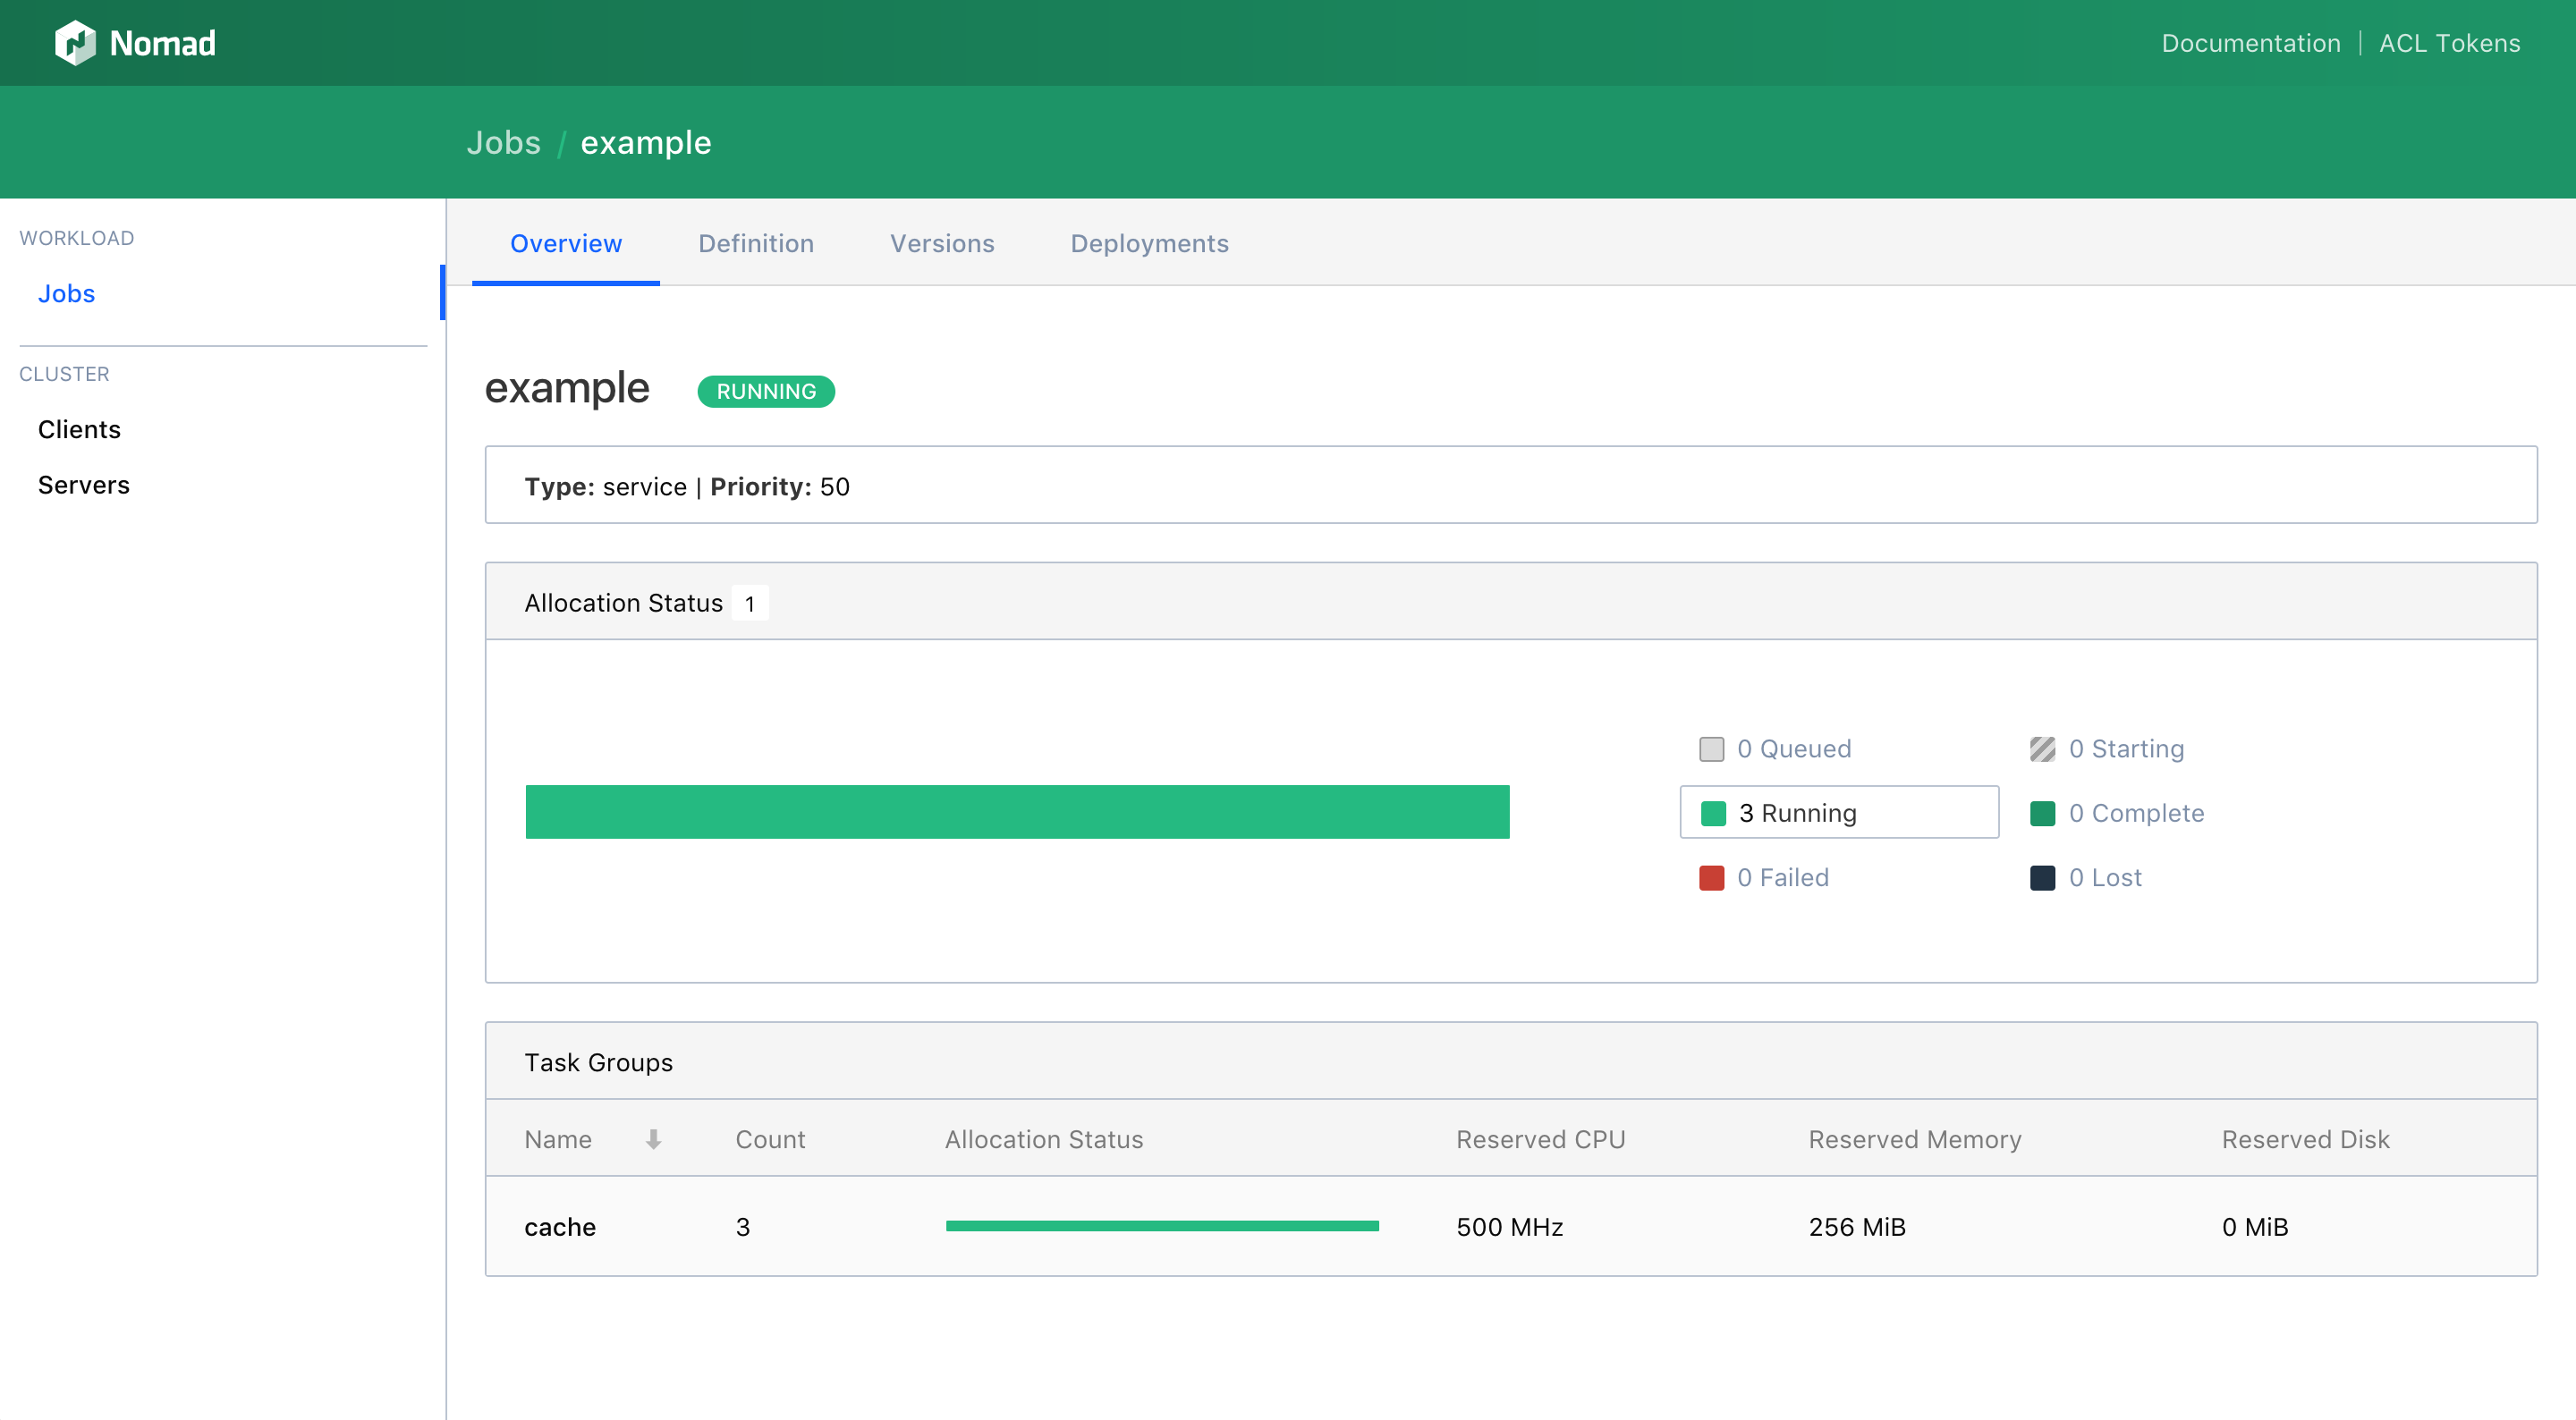 Nomad
Documentation | ACL Tokens
Jobs / example
WORKLOAD
Jobs
CLUSTER
Clients
Servers
Overview Definition Versions Deployments
example RUNNING
Type: service | Priority: 50
Allocation Status 1
0 Queued 0 Starting
3 Running 0 Complete
0 Failed 0 Lost
Task Groups
Name Count Allocation Status Reserved CPU Reserved Memory Reserved Disk
cache 3 500 MHz 256 MiB 0 MiB